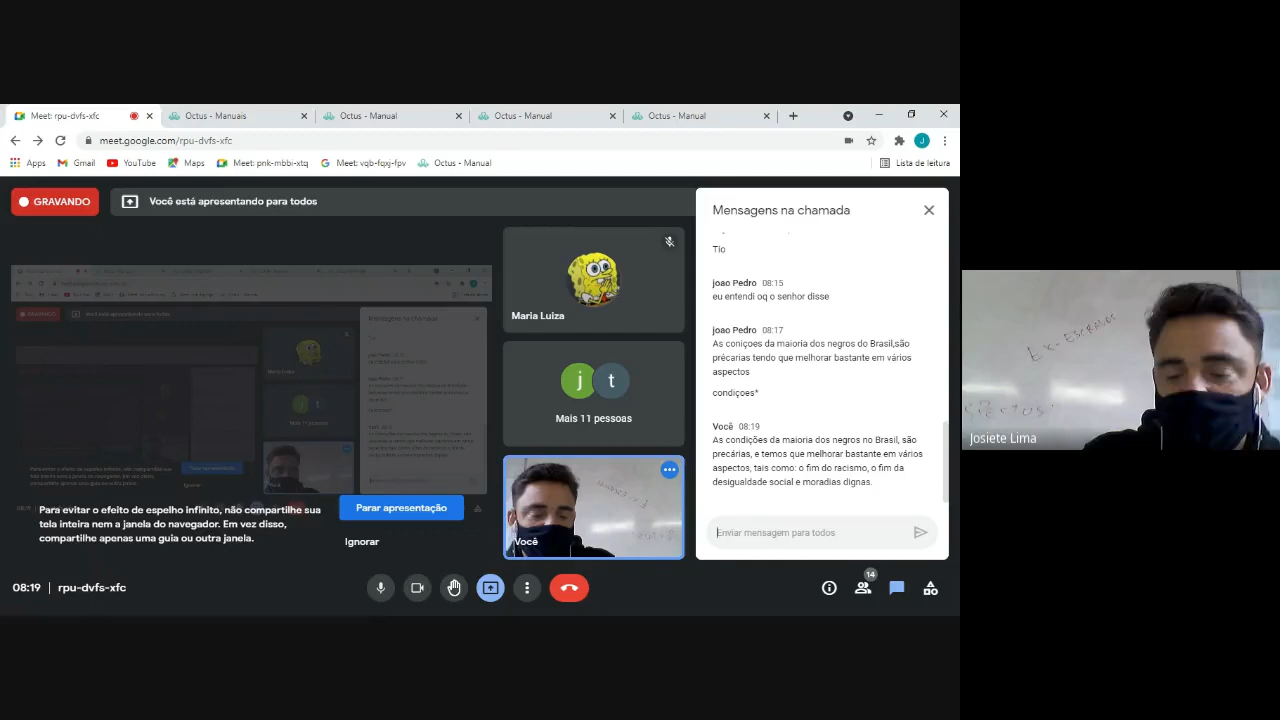 Meet: rpu-dvfs-xfc
Octus - Manuais
Octus - Manual
Octus - Manual
Octus - Manual
meet.google.com/rpu-dvfs-xfc
Apps
Gmail
YouTube
Maps
Meet: pnk-mbbi-xtq
Meet: vqb-fqxj-fpv
Octus - Manual
Lista de leitura
GRAVANDO
Você está apresentando para todos
Maria Luiza
j t
Mais 11 pessoas
Você
Para evitar o efeito de espelho infinito, não compartilhe sua
tela inteira nem a janela do navegador. Em vez disso,
compartilhe apenas uma guia ou outra janela.
Parar apresentação
Ignorar
Mensagens na chamada
Tio
joao Pedro 08:15
eu entendi oq o senhor disse
joao Pedro 08:17
As coniçoes da maioria dos negros do Brasil,são
précarias tendo que melhorar bastante em vários
aspectos
condiçoes*
Você 08:19
As condições da maioria dos negros no Brasil, são
precárias, e temos que melhorar bastante em vários
aspectos, tais como: o fim do racismo, o fim da
desigualdade social e moradias dignas.
Enviar mensagem para todos
08:19 | rpu-dvfs-xfc
14
J
Josiete Lima